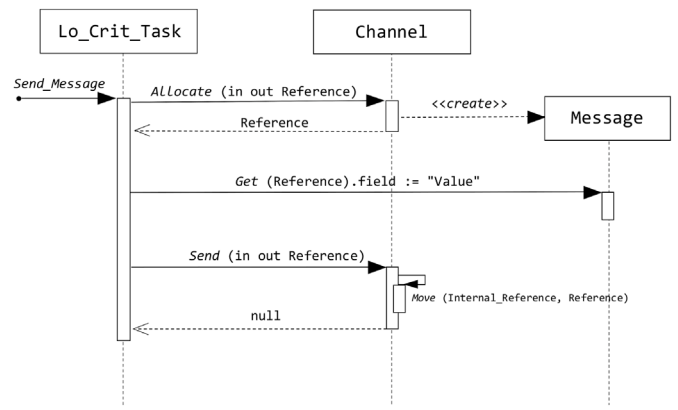 Lo_Crit_Task
Channel
Send_Message
Allocate (in out Reference)
<<create>>
Message
Reference
Get (Reference).field := "Value"
Send (in out Reference)
Move (Internal_Reference, Reference)
null